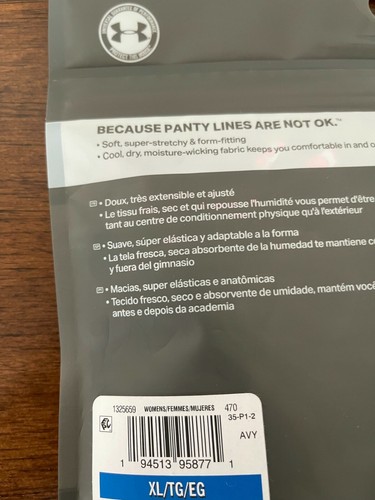 BECAUSE PANTY LINES ARE NOT OK.™
• Soft, super-stretchy & form-fitting
• Cool, dry, moisture-wicking fabric keeps you comfortable in and
• Doux, très extensible et ajusté
• Le tissu frais, sec et qui repousse l'humidité vous permet d'être
tant au centre de conditionnement physique qu'à l'extérieur
• Suave, súper elástica y adaptable a la forma
• La tela fresca, seca absorbente de la humedad te mantiene
y fuera del gimnasio
• Macias, super elásticas e anatômicas
• Tecido fresco, seco e absorvente de umidade, mantém você
antes e depois da academia
1325659 WOMENS/FEMMES/MUJERES 470
35-P1-2
AVY
1 94513 95877 1
XL/TG/EG